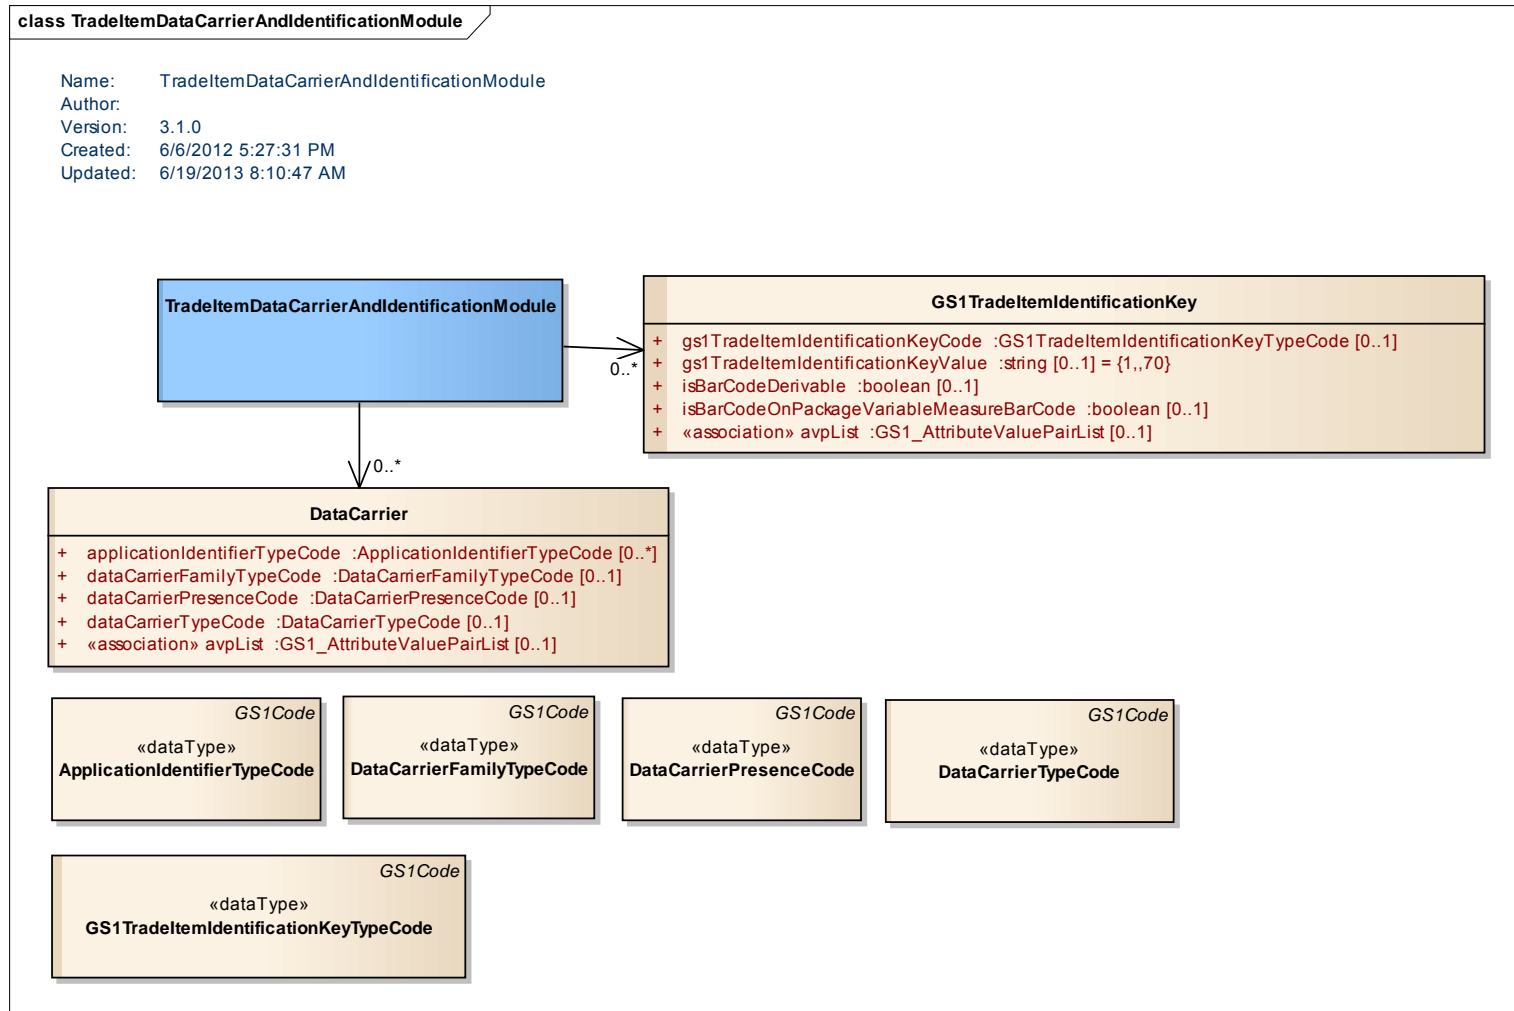 class TradeItemDataCarrierAndIdentificationModule
Name: TradeItemDataCarrierAndIdentificationModule
Author:
Version: 3.1.0
Created: 6/6/2012 5:27:31 PM
Updated: 6/19/2013 8:10:47 AM
TradeItemDataCarrierAndIdentificationModule
0..*
0..*
GS1TradeItemIdentificationKey
+ gs1TradeItemIdentificationKeyCode :GS1TradeItemIdentificationKeyTypeCode [0..1]
+ gs1TradeItemIdentificationKeyValue :string [0..1] = {1,,70}
+ isBarCodeDerivable :boolean [0..1]
+ isBarCodeOnPackageVariableMeasureBarCode :boolean [0..1]
+ «association» avpList :GS1_AttributeValuePairList [0..1]
DataCarrier
+ applicationIdentifierTypeCode :ApplicationIdentifierTypeCode [0..*]
+ dataCarrierFamilyTypeCode :DataCarrierFamilyTypeCode [0..1]
+ dataCarrierPresenceCode :DataCarrierPresenceCode [0..1]
+ dataCarrierTypeCode :DataCarrierTypeCode [0..1]
+ «association» avpList :GS1_AttributeValuePairList [0..1]
GS1Code
«dataType»
ApplicationIdentifierTypeCode
GS1Code
«dataType»
DataCarrierFamilyTypeCode
GS1Code
«dataType»
DataCarrierPresenceCode
GS1Code
«dataType»
DataCarrierTypeCode
GS1Code
«dataType»
GS1TradeItemIdentificationKeyTypeCode